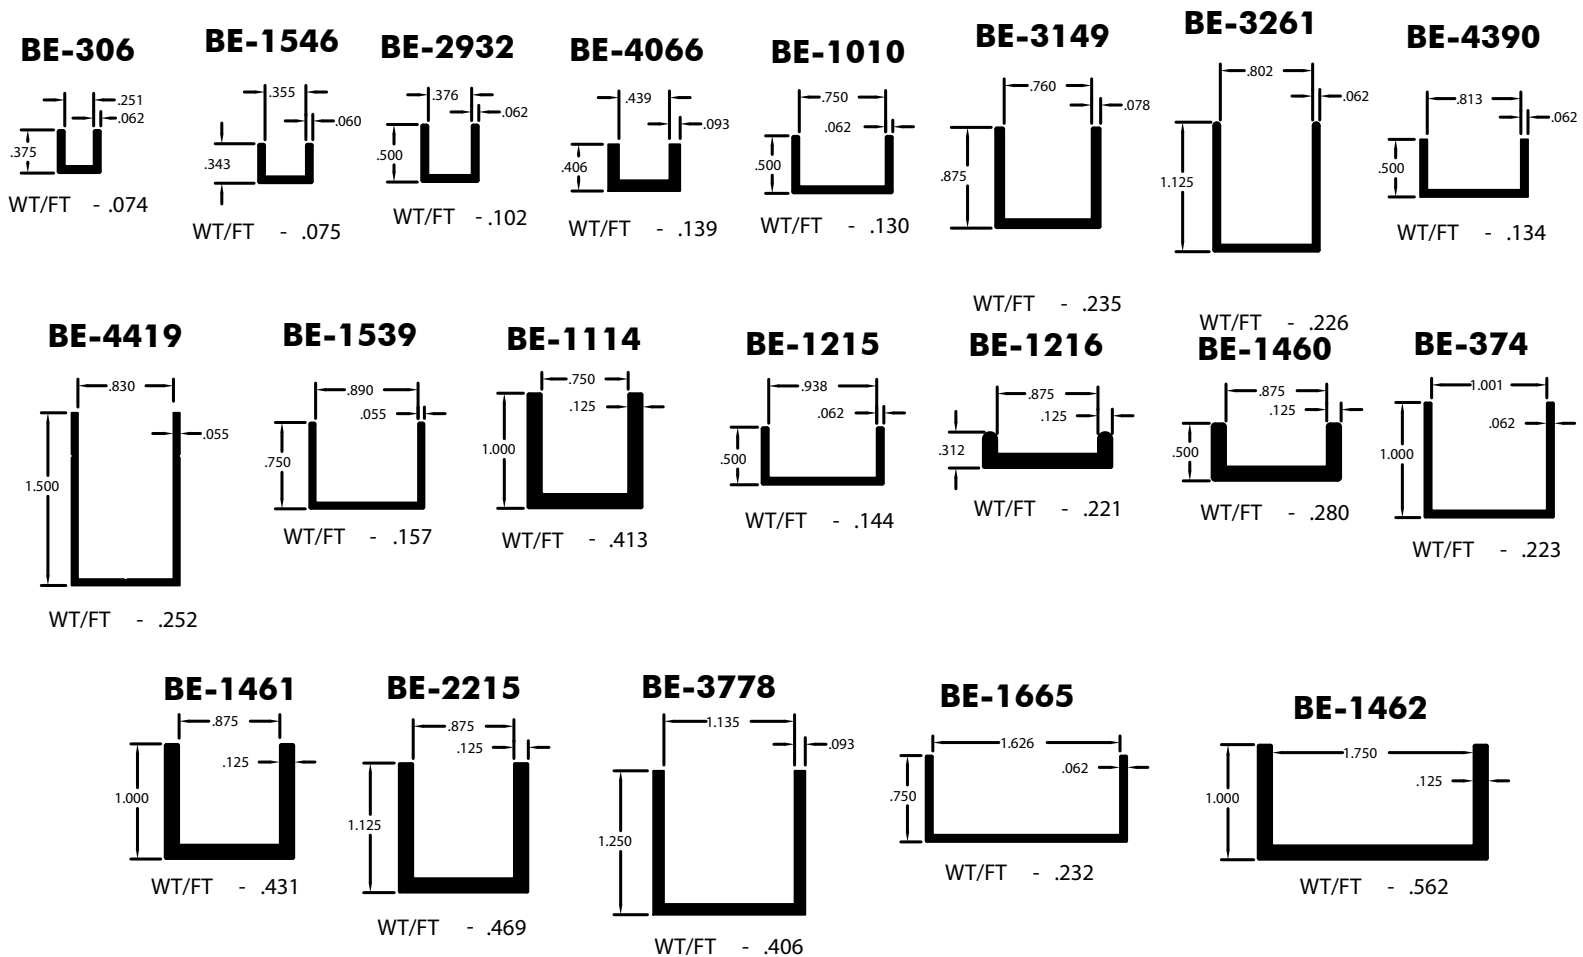 BE-306
.251
.062
.375
WT/FT - .074
BE-1546
.355
.060
.343
WT/FT - .075
BE-2932
.376
.062
.500
WT/FT - .102
BE-4066
.439
.093
.406
WT/FT - .139
BE-1010
.750
.062
.500
WT/FT - .130
BE-3149
.760
.078
.875
WT/FT - .235
BE-3261
.802
.062
1.125
WT/FT - .226
BE-4390
.813
.062
.500
WT/FT - .134
BE-4419
.830
.055
1.500
WT/FT - .252
BE-1539
.890
.055
.750
WT/FT - .157
BE-1114
.750
.125
1.000
WT/FT - .413
BE-1215
.938
.062
.500
WT/FT - .144
BE-1216
.875
.125
.312
WT/FT - .221
BE-1460
.875
.125
.500
WT/FT - .280
BE-374
1.001
.062
1.000
WT/FT - .223
BE-1461
.875
.125
1.000
WT/FT - .431
BE-2215
.875
.125
1.125
WT/FT - .469
BE-3778
1.135
.093
1.250
WT/FT - .406
BE-1665
1.626
.062
.750
WT/FT - .232
BE-1462
1.750
.125
1.000
WT/FT - .562